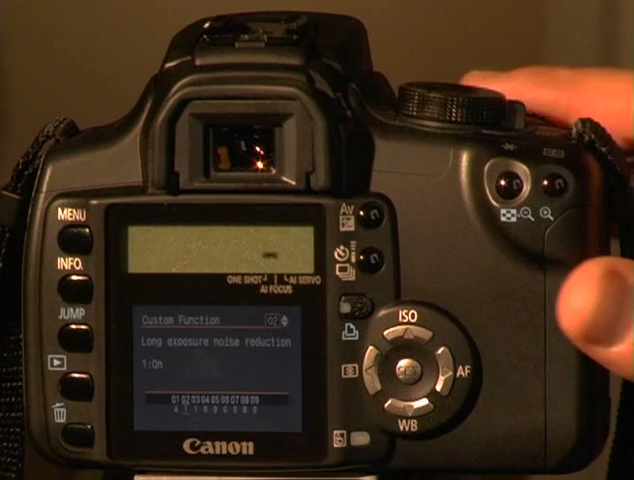 MENU
Av
INFO.
ONE SHOT AI SERVO
AI FOCUS
JUMP
ISO
Custom Function 02
Long exposure noise reduction
1:On
AF
SET
01 02 03 04 05 06 07 08 09
4 1 1 0 0 0 0 0 0
WB
Canon